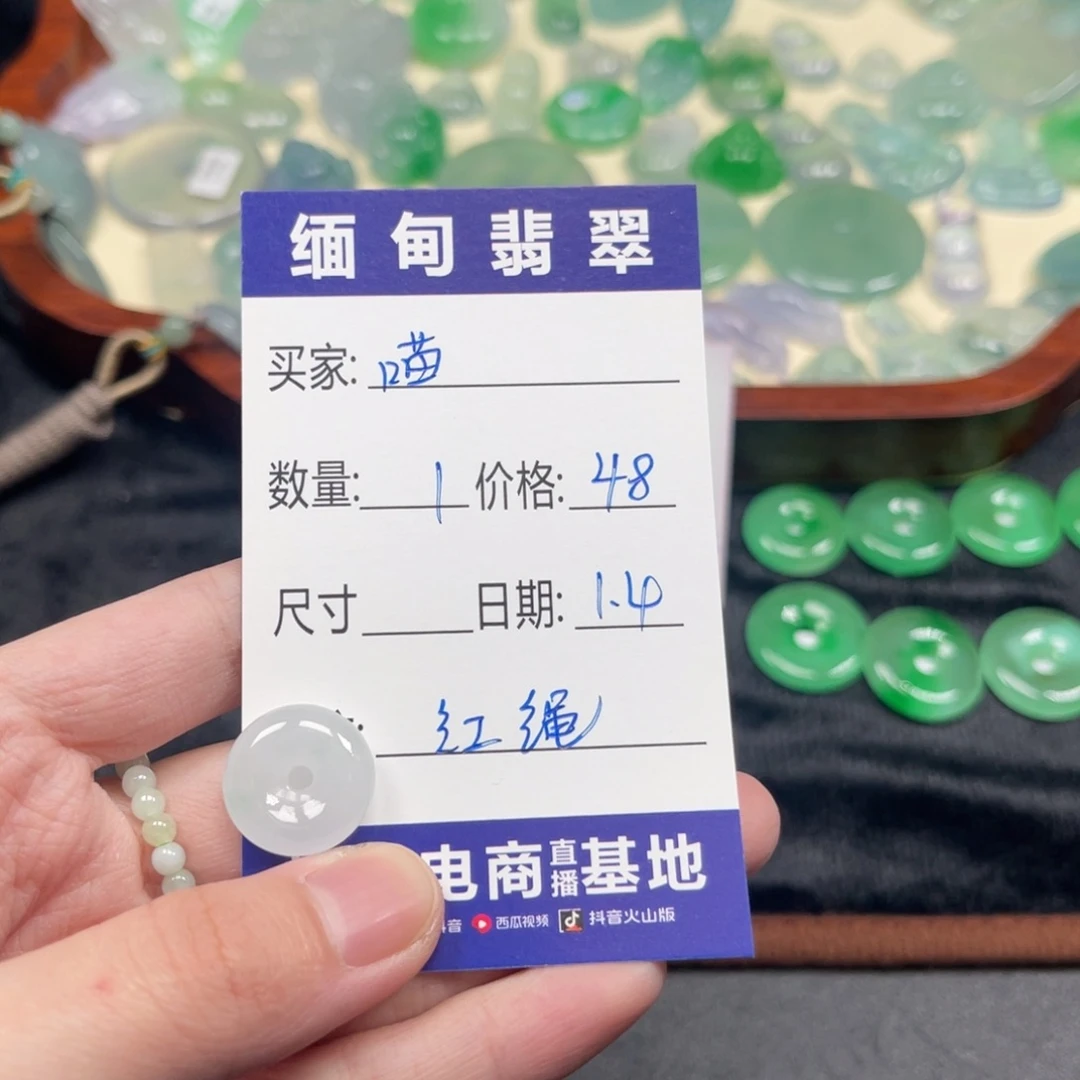 缅甸翡翠
买家: 喵
数量: 1 价格: 48
尺寸 日期: 1.4
红绳
电商直播基地
音 西瓜视频 抖音火山版